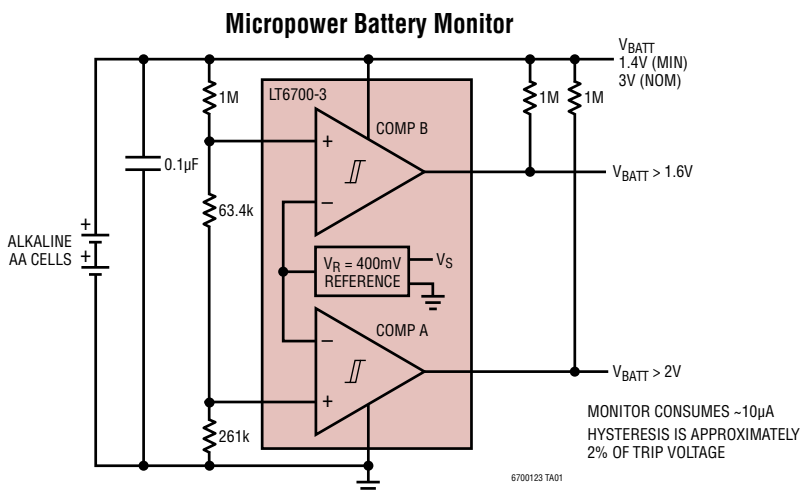 Micropower Battery Monitor
VBATT
1.4V (MIN)
3V (NOM)
LT6700-3
1M
1M
1M
COMP B
+
–
0.1µF
VBATT > 1.6V
63.4k
+
+
ALKALINE
AA CELLS
VR = 400mV
REFERENCE
VS
COMP A
–
+
VBATT > 2V
261k
MONITOR CONSUMES ~10µA
HYSTERESIS IS APPROXIMATELY
2% OF TRIP VOLTAGE
6700123 TA01